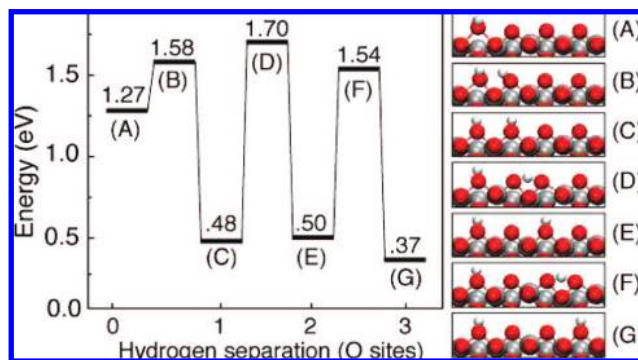 1.70
1.58
1.54
1.5
(B)
(D)
(F)
1.27
(A)
1.0
Energy (eV)
.48
.50
0.5
.37
(C)
(E)
(G)
0.0
0 1 2 3
Hydrogen separation (O sites)
(A)
(B)
(C)
(D)
(E)
(F)
(G